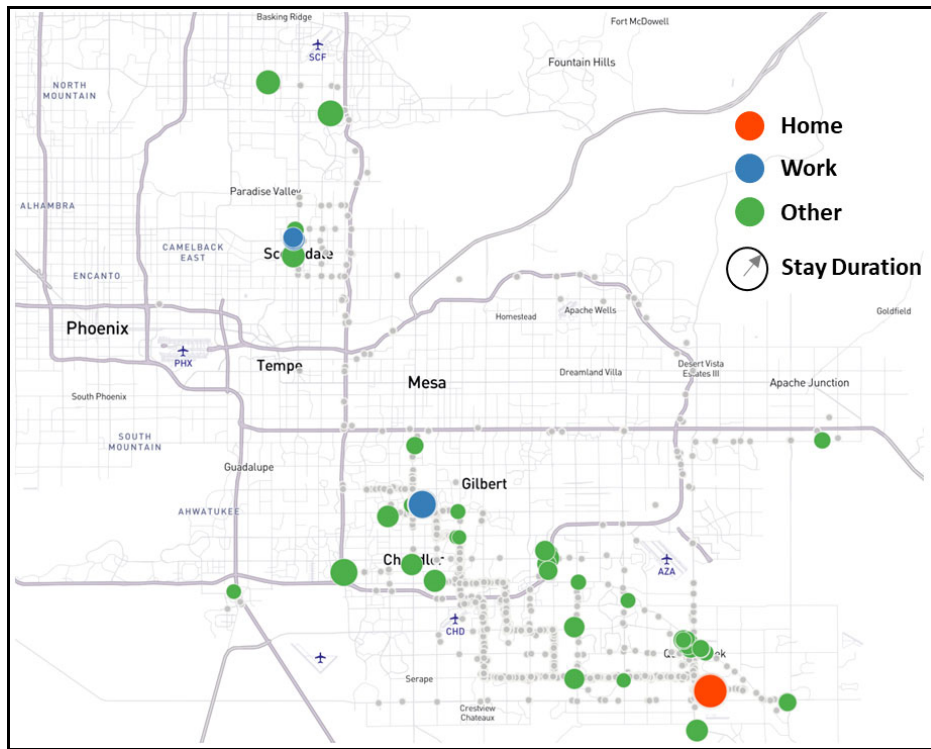 Basking Ridge
Fort McDowell
SCF
Fountain Hills
NORTH
MOUNTAIN
Home
Work
Paradise Valley
ALHAMBRA
Other
CAMELBACK
EAST
ENCANTO
Stay Duration
Homestead
Apache Wells
Goldfield
Phoenix
PHX
Tempe
Mesa
Dreamland Villa
Desert Vista
Estates III
Apache Junction
South Phoenix
SOUTH
MOUNTAIN
Guadalupe
Gilbert
AHWATUKEE
AZA
CHD
Serape
Crestview
Chateaux